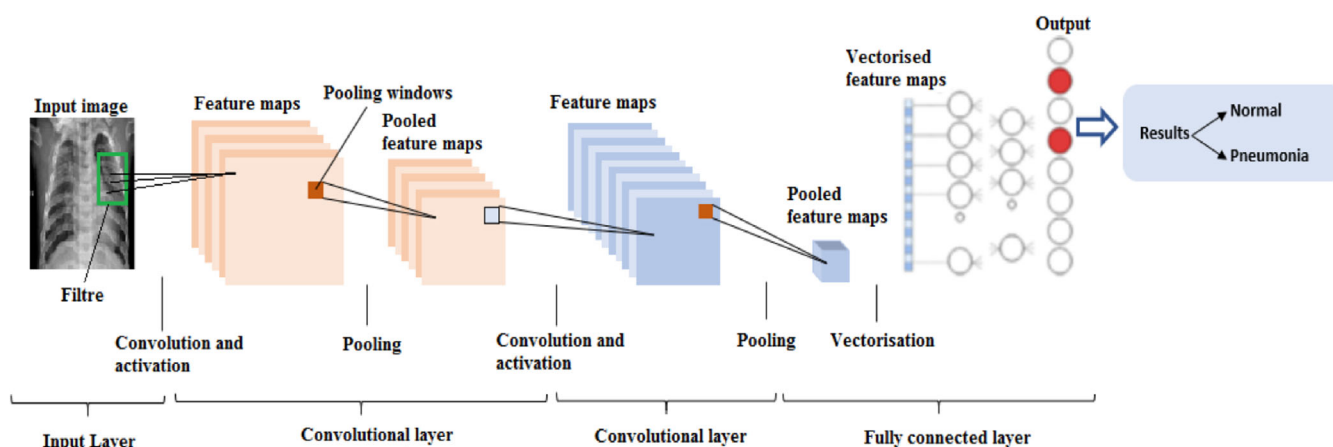 Output
Vectorised
feature maps
Input image
Feature maps
Pooling windows
Pooled
feature maps
Feature maps
Pooled
feature maps
Results
Normal
Pneumonia
Filtre
Convolution and
activation
Pooling
Convolution and
activation
Pooling
Vectorisation
Input Layer
Convolutional layer
Convolutional layer
Fully connected layer